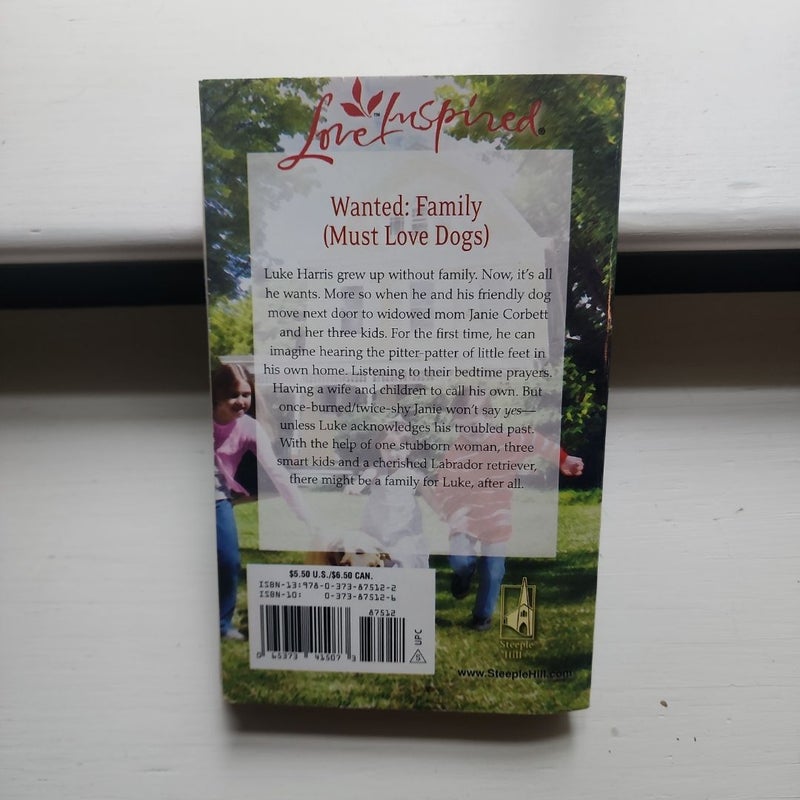 Love Inspired®
Wanted: Family
(Must Love Dogs)
Luke Harris grew up without family. Now, it's all
he wants. More so when he and his friendly dog
move next door to widowed mom Janie Corbett
and her three kids. For the first time, he can
imagine hearing the pitter-patter of little feet in
his own home. Listening to their bedtime prayers.
Having a wife and children to call his own. But
once-burned/twice-shy Janie won't say yes—
unless Luke acknowledges his troubled past.
With the help of one stubborn woman, three
smart kids and a cherished Labrador retriever,
there might be a family for Luke, after all.
$5.50 U.S./$6.50 CAN.
ISBN-13:978-0-373-87512-2
ISBN-10: 0-373-87512-6
87512
0 65373 41507 3
UPC
S
Steeple
Hill®
www.SteepleHill.com